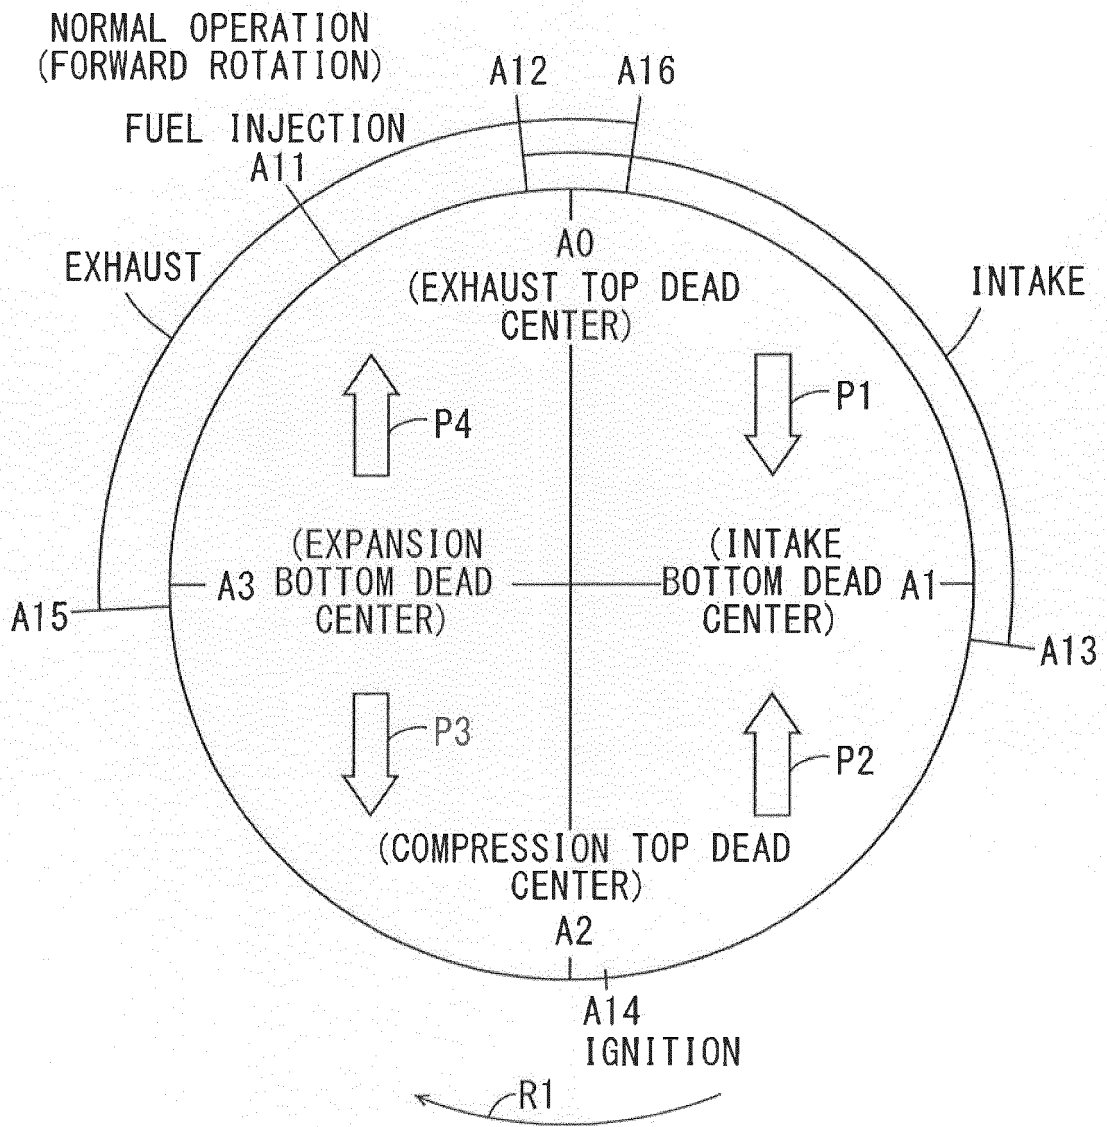 NORMAL OPERATION
(FORWARD ROTATION)
A12
A16
FUEL INJECTION
A11
EXHAUST
A0
(EXHAUST TOP DEAD
CENTER)
INTAKE
P4
P1
(EXPANSION
A3 BOTTOM DEAD
CENTER)
(INTAKE
BOTTOM DEAD A1
CENTER)
A15
A13
P3
P2
(COMPRESSION TOP DEAD
CENTER)
A2
A14
IGNITION
R1